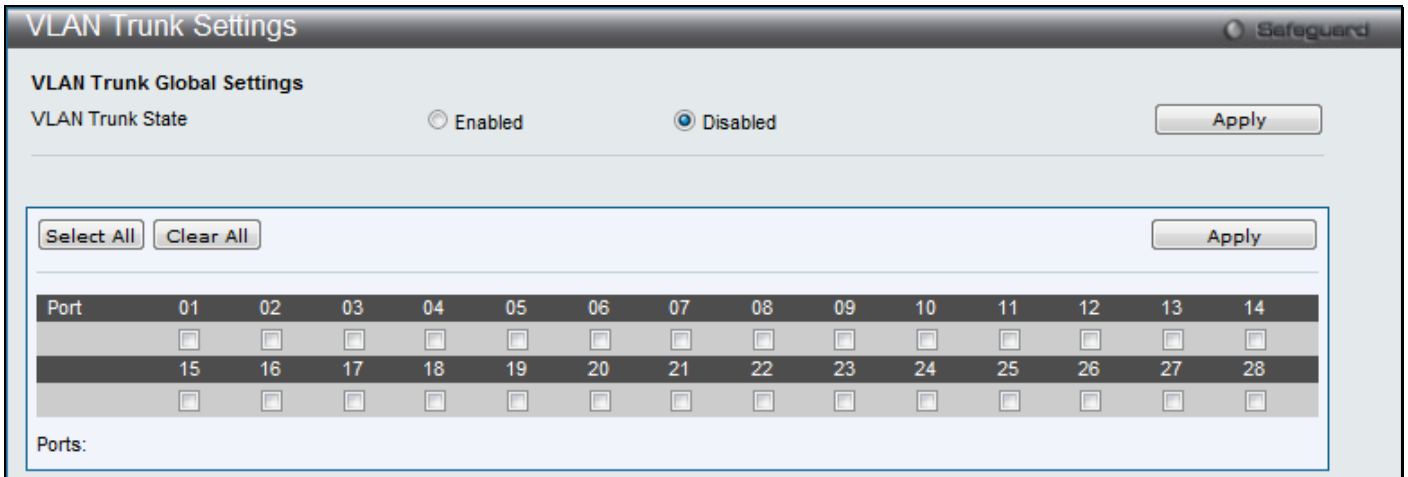 VLAN Trunk Settings
Safeguard
VLAN Trunk Global Settings
VLAN Trunk State Enabled Disabled Apply
Select All Clear All Apply
Port 01 02 03 04 05 06 07 08 09 10 11 12 13 14
15 16 17 18 19 20 21 22 23 24 25 26 27 28
Ports: